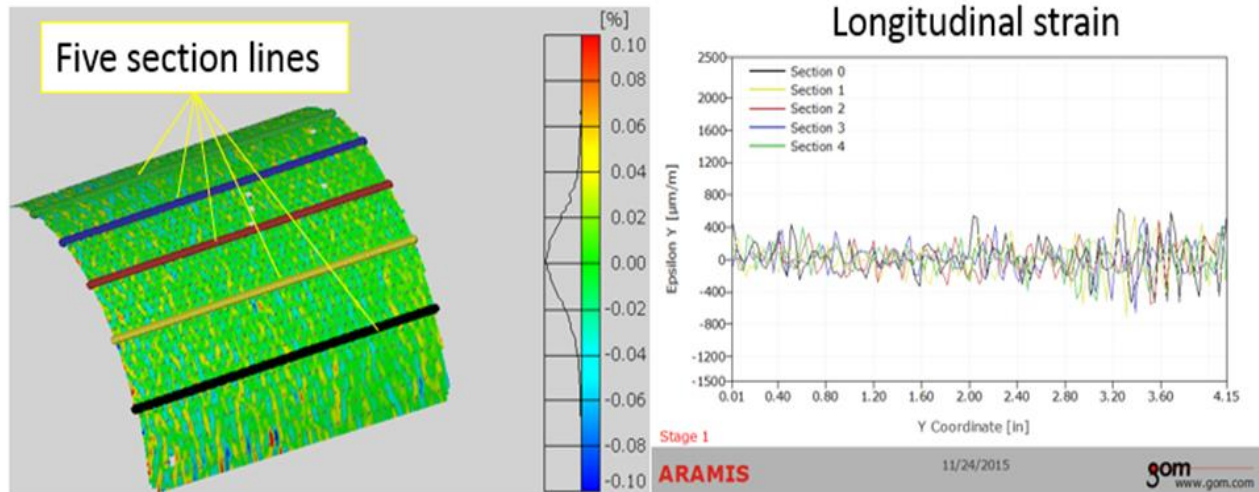 Five section lines
[%]
0.10
0.08
0.06
0.04
0.02
0.00
-0.02
-0.04
-0.06
-0.08
-0.10
Longitudinal strain
Epsilon Y [µm/m]
2500
2000
1600
1200
800
400
0
-400
-800
-1200
-1500
Section 0
Section 1
Section 2
Section 3
Section 4
0.01 0.40 0.80 1.20 1.60 2.00 2.40 2.80 3.20 3.60 4.15
Y Coordinate [in]
Stage 1
ARAMIS
11/24/2015
gom
www.gom.com